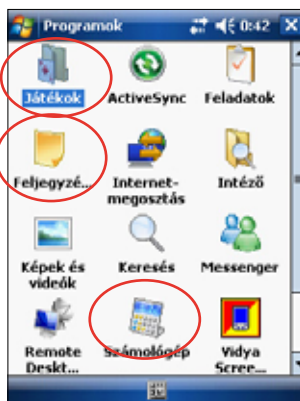 Programok 0:42
Játékok ActiveSync Feladatok
Feljegyzé... Internet-
megosztás Intéző
Képek és
videók Keresés Messenger
Remote
Deskt... Számológép Vidya
Scree...